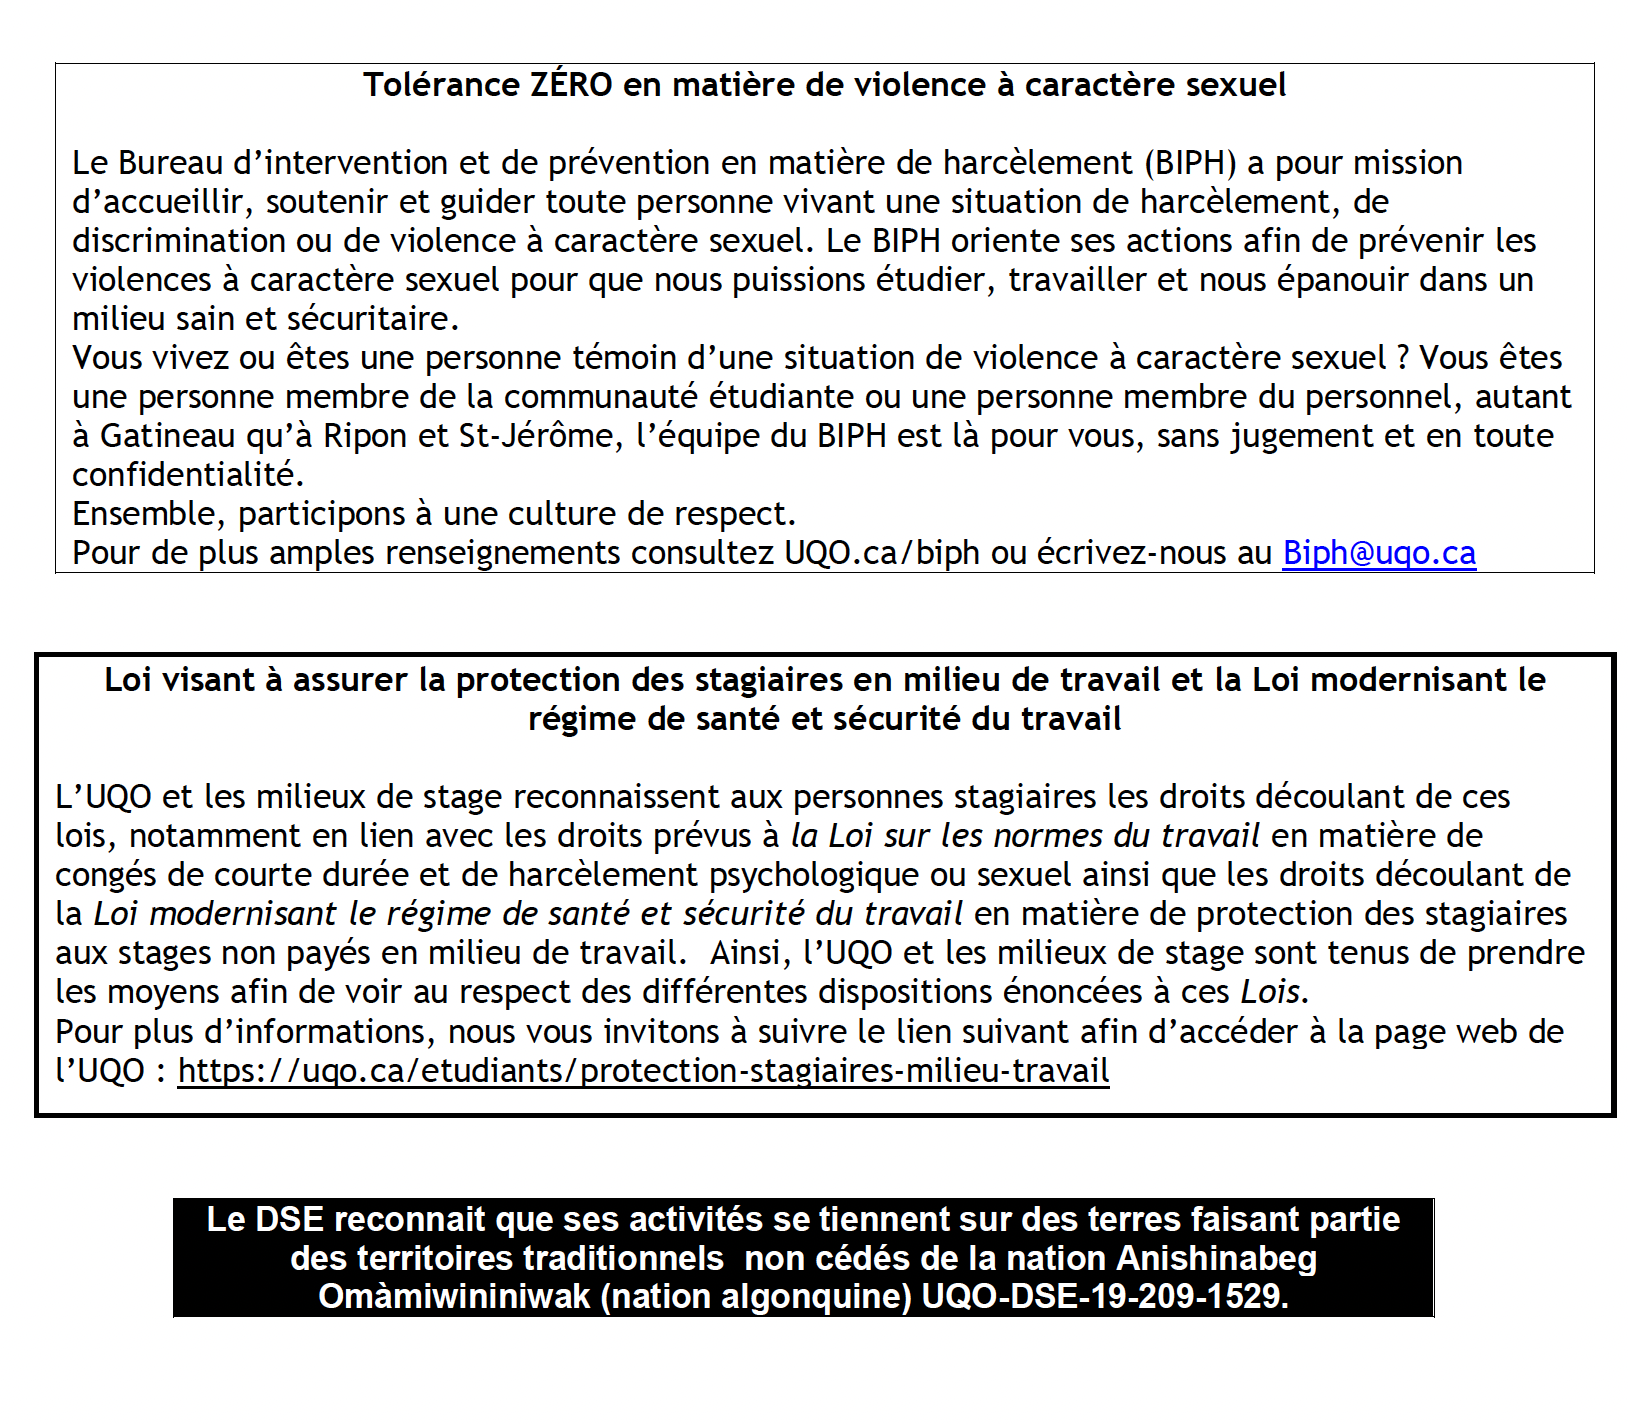 Tolérance ZÉRO en matière de violence à caractère sexuel
Le Bureau d’intervention et de prévention en matière de harcèlement (BIPH) a pour mission
d’accueillir, soutenir et guider toute personne vivant une situation de harcèlement, de
discrimination ou de violence à caractère sexuel. Le BIPH oriente ses actions afin de prévenir les
violences à caractère sexuel pour que nous puissions étudier, travailler et nous épanouir dans un
milieu sain et sécuritaire.
Vous vivez ou êtes une personne témoin d’une situation de violence à caractère sexuel ? Vous êtes
une personne membre de la communauté étudiante ou une personne membre du personnel, autant
à Gatineau qu’à Ripon et St-Jérôme, l’équipe du BIPH est là pour vous, sans jugement et en toute
confidentialité.
Ensemble, participons à une culture de respect.
Pour de plus amples renseignements consultez UQO.ca/biph ou écrivez-nous au Biph@uqo.ca
Loi visant à assurer la protection des stagiaires en milieu de travail et la Loi modernisant le
régime de santé et sécurité du travail
L’UQO et les milieux de stage reconnaissent aux personnes stagiaires les droits découlant de ces
lois, notamment en lien avec les droits prévus à la Loi sur les normes du travail en matière de
congés de courte durée et de harcèlement psychologique ou sexuel ainsi que les droits découlant de
la Loi modernisant le régime de santé et sécurité du travail en matière de protection des stagiaires
aux stages non payés en milieu de travail.  Ainsi, l’UQO et les milieux de stage sont tenus de prendre
les moyens afin de voir au respect des différentes dispositions énoncées à ces Lois.
Pour plus d’informations, nous vous invitons à suivre le lien suivant afin d’accéder à la page web de
l’UQO : https://uqo.ca/etudiants/protection-stagiaires-milieu-travail
Le DSE reconnait que ses activités se tiennent sur des terres faisant partie
des territoires traditionnels  non cédés de la nation Anishinabeg
Omàmiwininiwak (nation algonquine) UQO-DSE-19-209-1529.